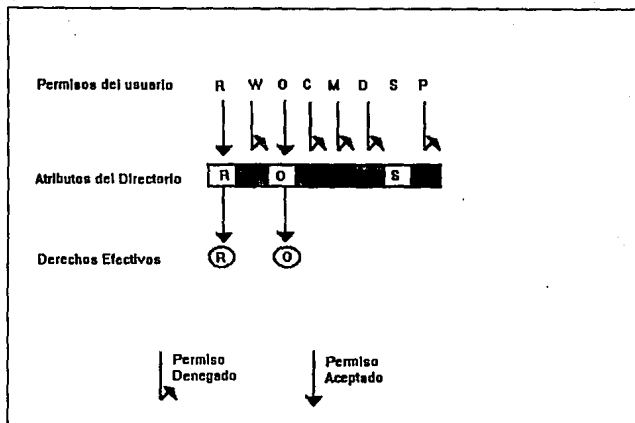 Permisos del usuario R W O C M D S P
Atributos del Directorio R O S
Derechos Efectivos R O
Permiso Denegado
Permiso Aceptado